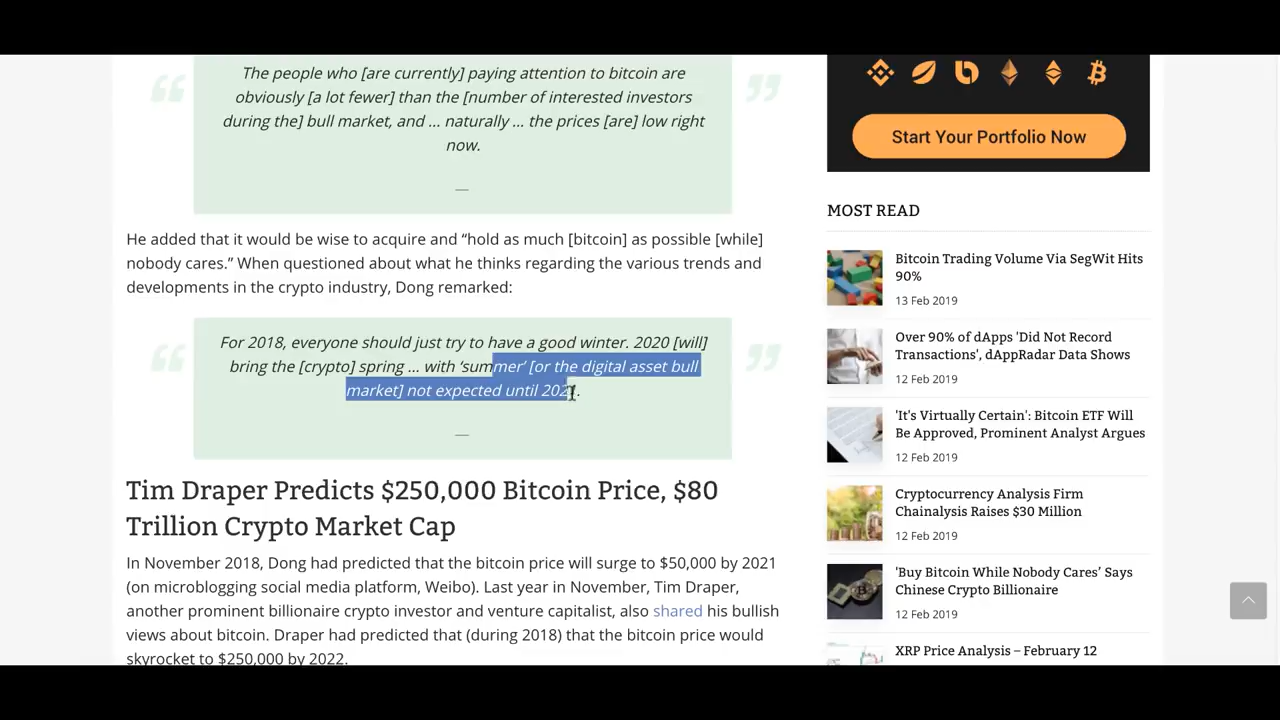 The people who [are currently] paying attention to bitcoin are
obviously [a lot fewer] than the [number of interested investors
during the] bull market, and … naturally … the prices [are] low right
now.
—
He added that it would be wise to acquire and “hold as much [bitcoin] as possible [while]
nobody cares.” When questioned about what he thinks regarding the various trends and
developments in the crypto industry, Dong remarked:
For 2018, everyone should just try to have a good winter. 2020 [will]
bring the [crypto] spring … with ‘summer’ [or the digital asset bull
market] not expected until 2021.
—
Tim Draper Predicts $250,000 Bitcoin Price, $80
Trillion Crypto Market Cap
In November 2018, Dong had predicted that the bitcoin price will surge to $50,000 by 2021
(on microblogging social media platform, Weibo). Last year in November, Tim Draper,
another prominent billionaire crypto investor and venture capitalist, also shared his bullish
views about bitcoin. Draper had predicted that (during 2018) that the bitcoin price would
skyrocket to $250,000 by 2022.
Start Your Portfolio Now
MOST READ
Bitcoin Trading Volume Via SegWit Hits
90%
13 Feb 2019
Over 90% of dApps 'Did Not Record
Transactions', dAppRadar Data Shows
12 Feb 2019
'It's Virtually Certain': Bitcoin ETF Will
Be Approved, Prominent Analyst Argues
12 Feb 2019
Cryptocurrency Analysis Firm
Chainalysis Raises $30 Million
12 Feb 2019
'Buy Bitcoin While Nobody Cares’ Says
Chinese Crypto Billionaire
12 Feb 2019
XRP Price Analysis – February 12